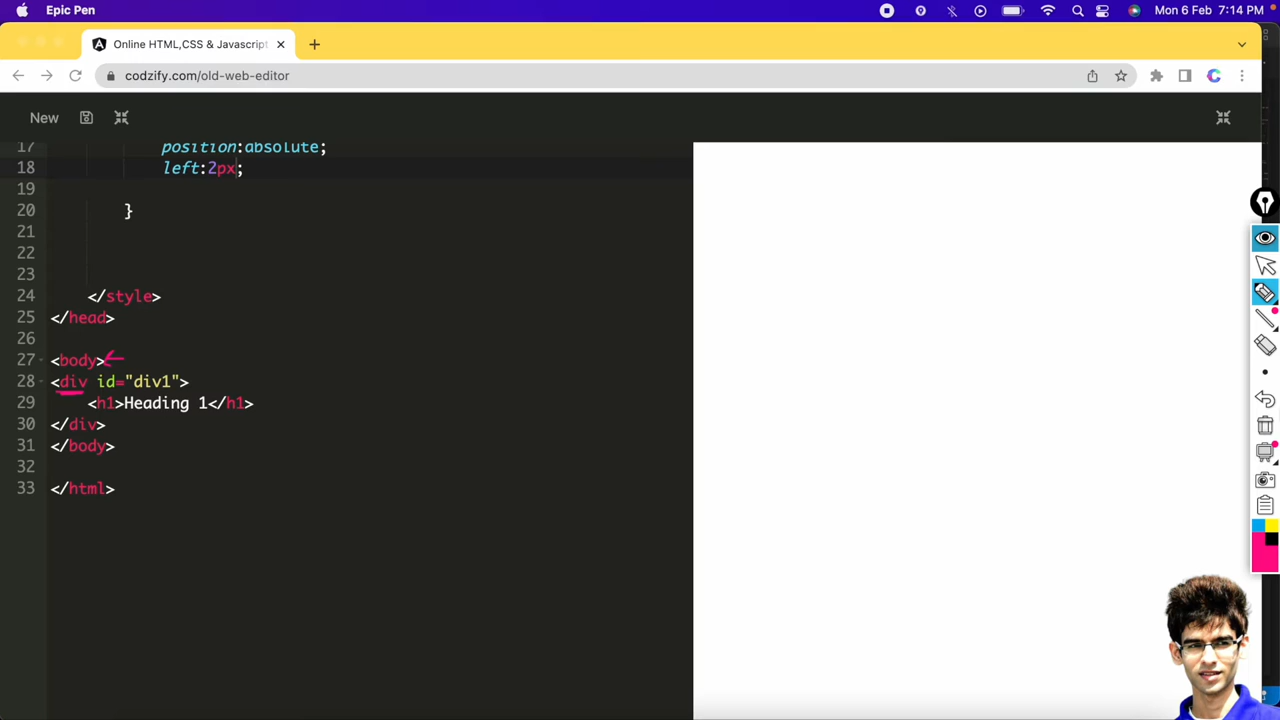 Epic Pen
Mon 6 Feb 7:14 PM
Online HTML,CSS & Javascript
codzify.com/old-web-editor
New
17 position:absolute;
18 left:2px;
19
20 }
21
22
23
24 </style>
25 </head>
26
27 <body>
28 <div id="div1">
29 <h1>Heading 1</h1>
30 </div>
31 </body>
32
33 </html>